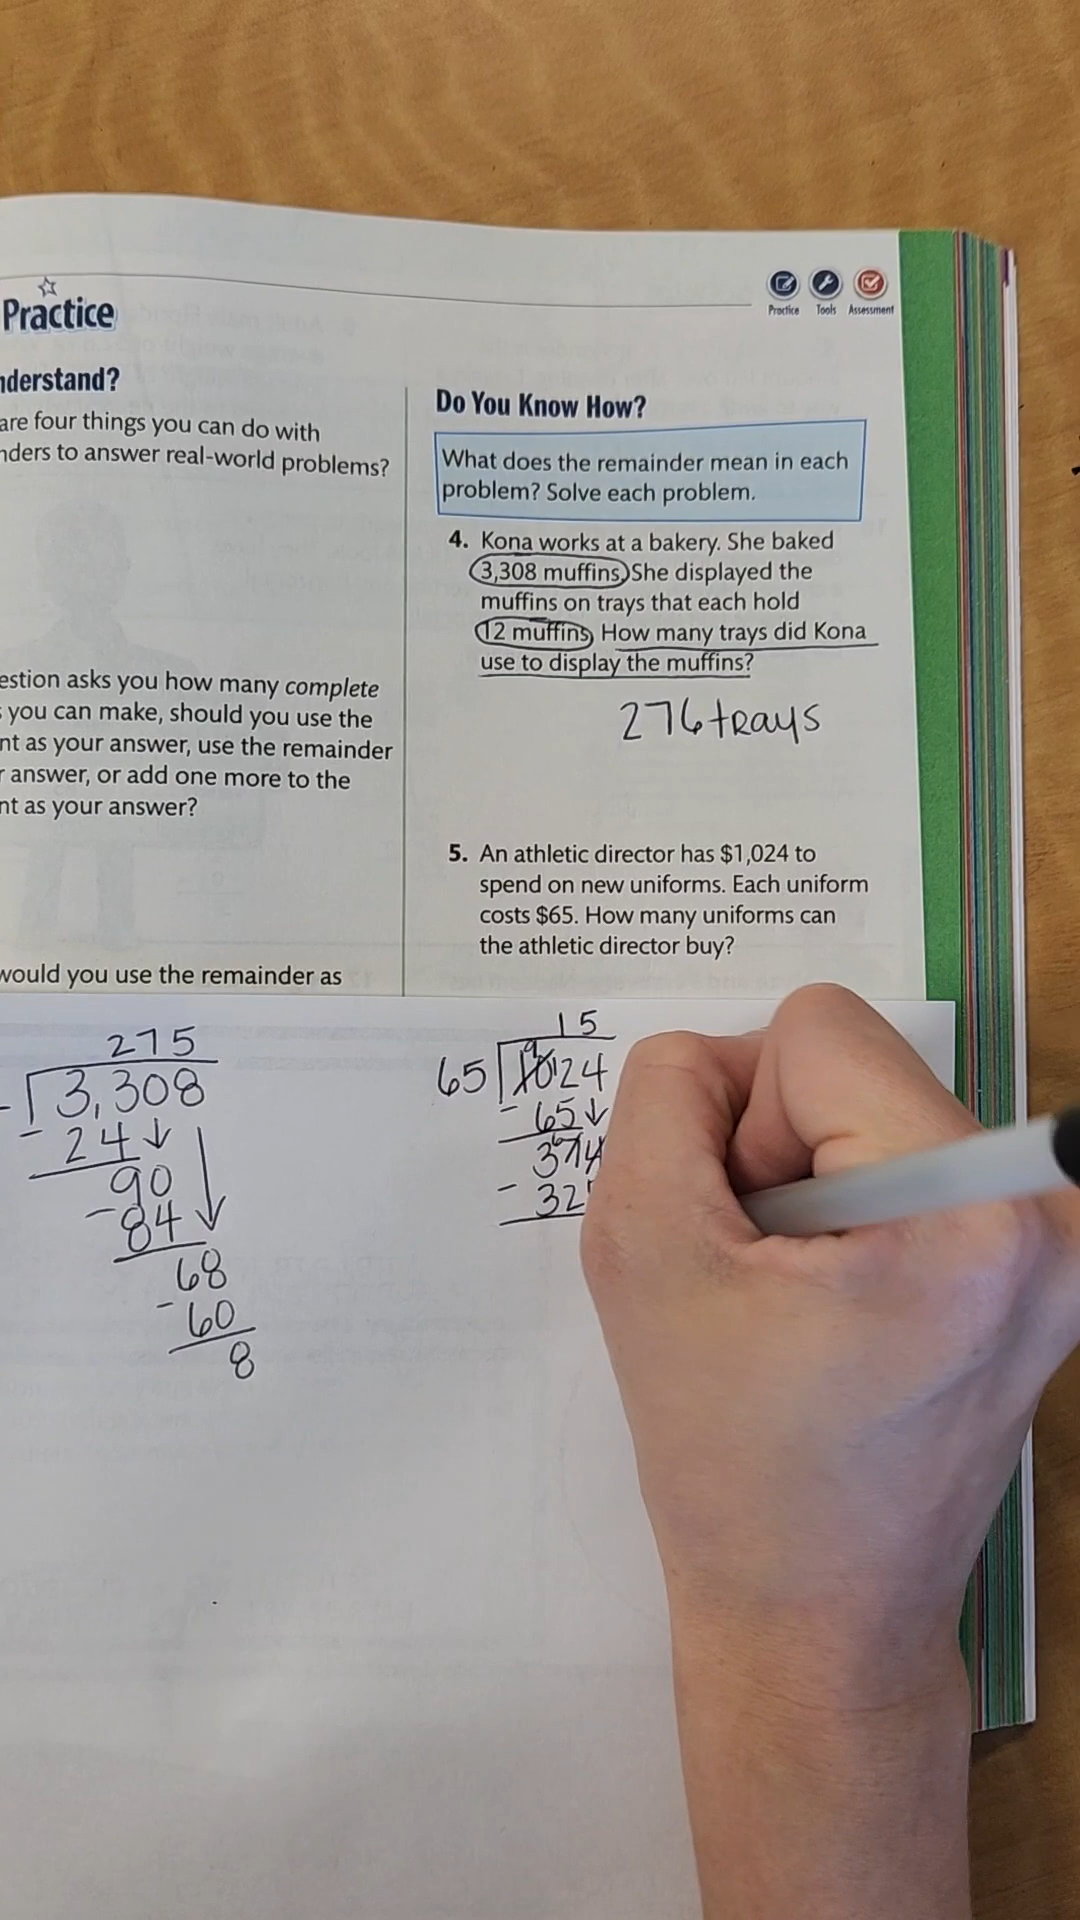 Practice
Practice Tools Assessment
derstand?
are four things you can do with
ders to answer real-world problems?
estion asks you how many complete
you can make, should you use the
nt as your answer, use the remainder
answer, or add one more to the
nt as your answer?
would you use the remainder as
Do You Know How?
What does the remainder mean in each
problem? Solve each problem.
4. Kona works at a bakery. She baked
3,308 muffins. She displayed the
muffins on trays that each hold
12 muffins. How many trays did Kona
use to display the muffins?
276 trays
5. An athletic director has $1,024 to
spend on new uniforms. Each uniform
costs $65. How many uniforms can
the athletic director buy?
275
3,308
- 24
90
- 84
68
- 60
8
15
65 1024
- 65
374
- 32